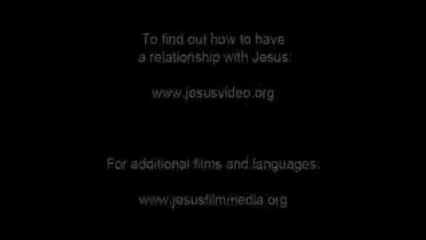 To find out how to have
a relationship with Jesus:
www.jesusvideo.org
For additional films and languages:
www.jesusfilmmedia.org